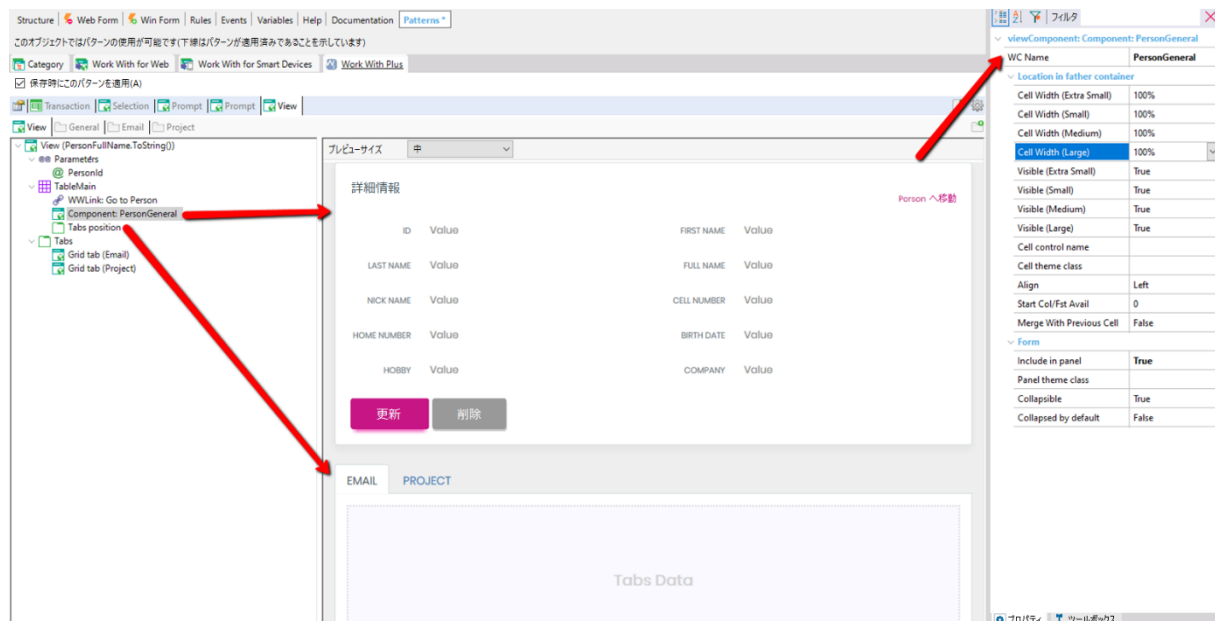 Structure Web Form Win Form Rules Events Variables Help Documentation Patterns *
このオブジェクトではパターンの使用が可能です(下線はパターンが適用済みであることを示しています)
Category Work With for Web Work With for Smart Devices Work With Plus
保存時にこのパターンを適用(A)
Transaction Selection Prompt Prompt View
View General Email Project
View (PersonFullName.ToString())
Parameters
PersonId
TableMain
WWLink: Go to Person
Component: PersonGeneral
Tabs position
Tabs
Grid tab (Email)
Grid tab (Project)
プレビューサイズ 中
詳細情報
Person へ移動
ID Value FIRST NAME Value
LAST NAME Value FULL NAME Value
NICK NAME Value CELL NUMBER Value
HOME NUMBER Value BIRTH DATE Value
HOBBY Value COMPANY Value
更新 削除
EMAIL PROJECT
Tabs Data
フィルタ
viewComponent: Component: PersonGeneral
WC Name PersonGeneral
Location in father container
Cell Width (Extra Small) 100%
Cell Width (Small) 100%
Cell Width (Medium) 100%
Cell Width (Large) 100%
Visible (Extra Small) True
Visible (Small) True
Visible (Medium) True
Visible (Large) True
Cell control name
Cell theme class
Align Left
Start Col/Fst Avail 0
Merge With Previous Cell False
Form
Include in panel True
Panel theme class
Collapsible True
Collapsed by default False
プロパティ ツールボックス